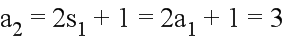 a₂ = 2s₁ + 1 = 2a₁ + 1 = 3